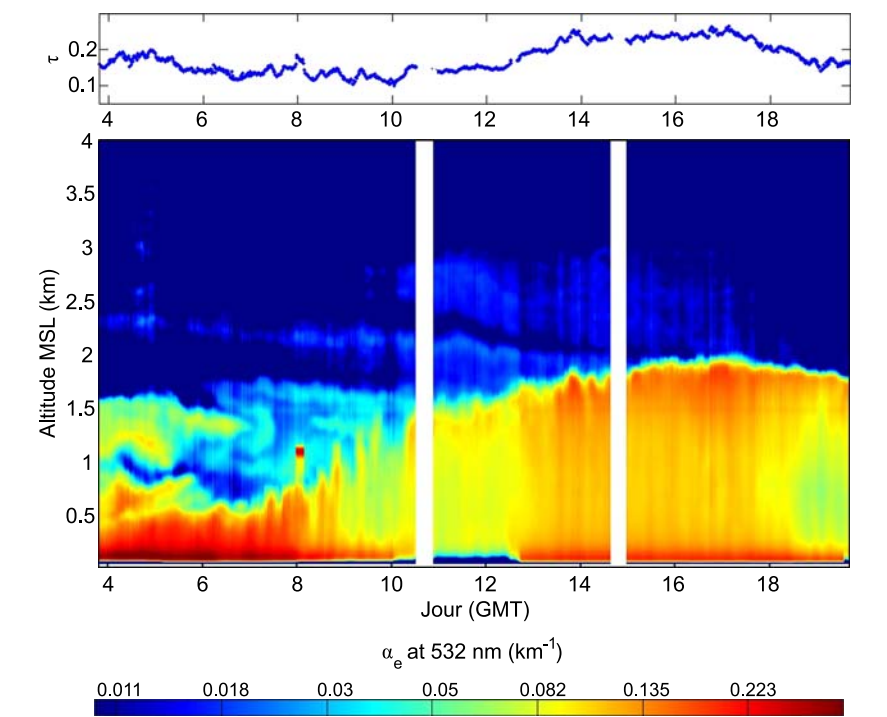 τ
0.2
0.1
4 6 8 10 12 14 16 18
Altitude MSL (km)
4
3.5
3
2.5
2
1.5
1
0.5
4 6 8 10 12 14 16 18
Jour (GMT)
αe at 532 nm (km-1)
0.011 0.018 0.03 0.05 0.082 0.135 0.223